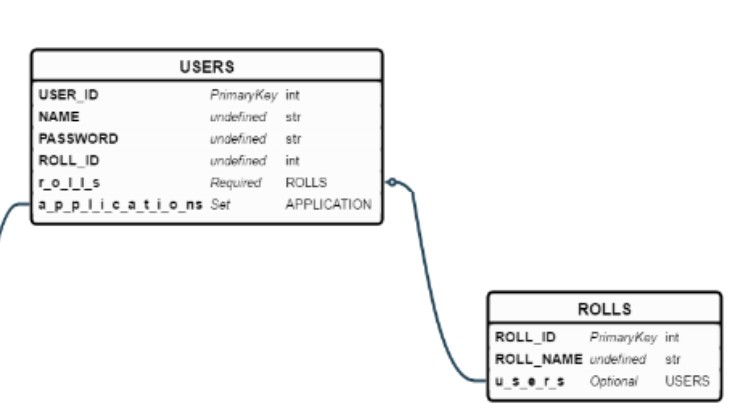 USERS
USER_ID PrimaryKey int
NAME undefined str
PASSWORD undefined str
ROLL_ID undefined int
r_o_l_l_s Required ROLLS
a_p_p_l_i_c_a_t_i_o_ns Set APPLICATION
ROLLS
ROLL_ID PrimaryKey int
ROLL_NAME undefined str
u_s_e_r_s Optional USERS